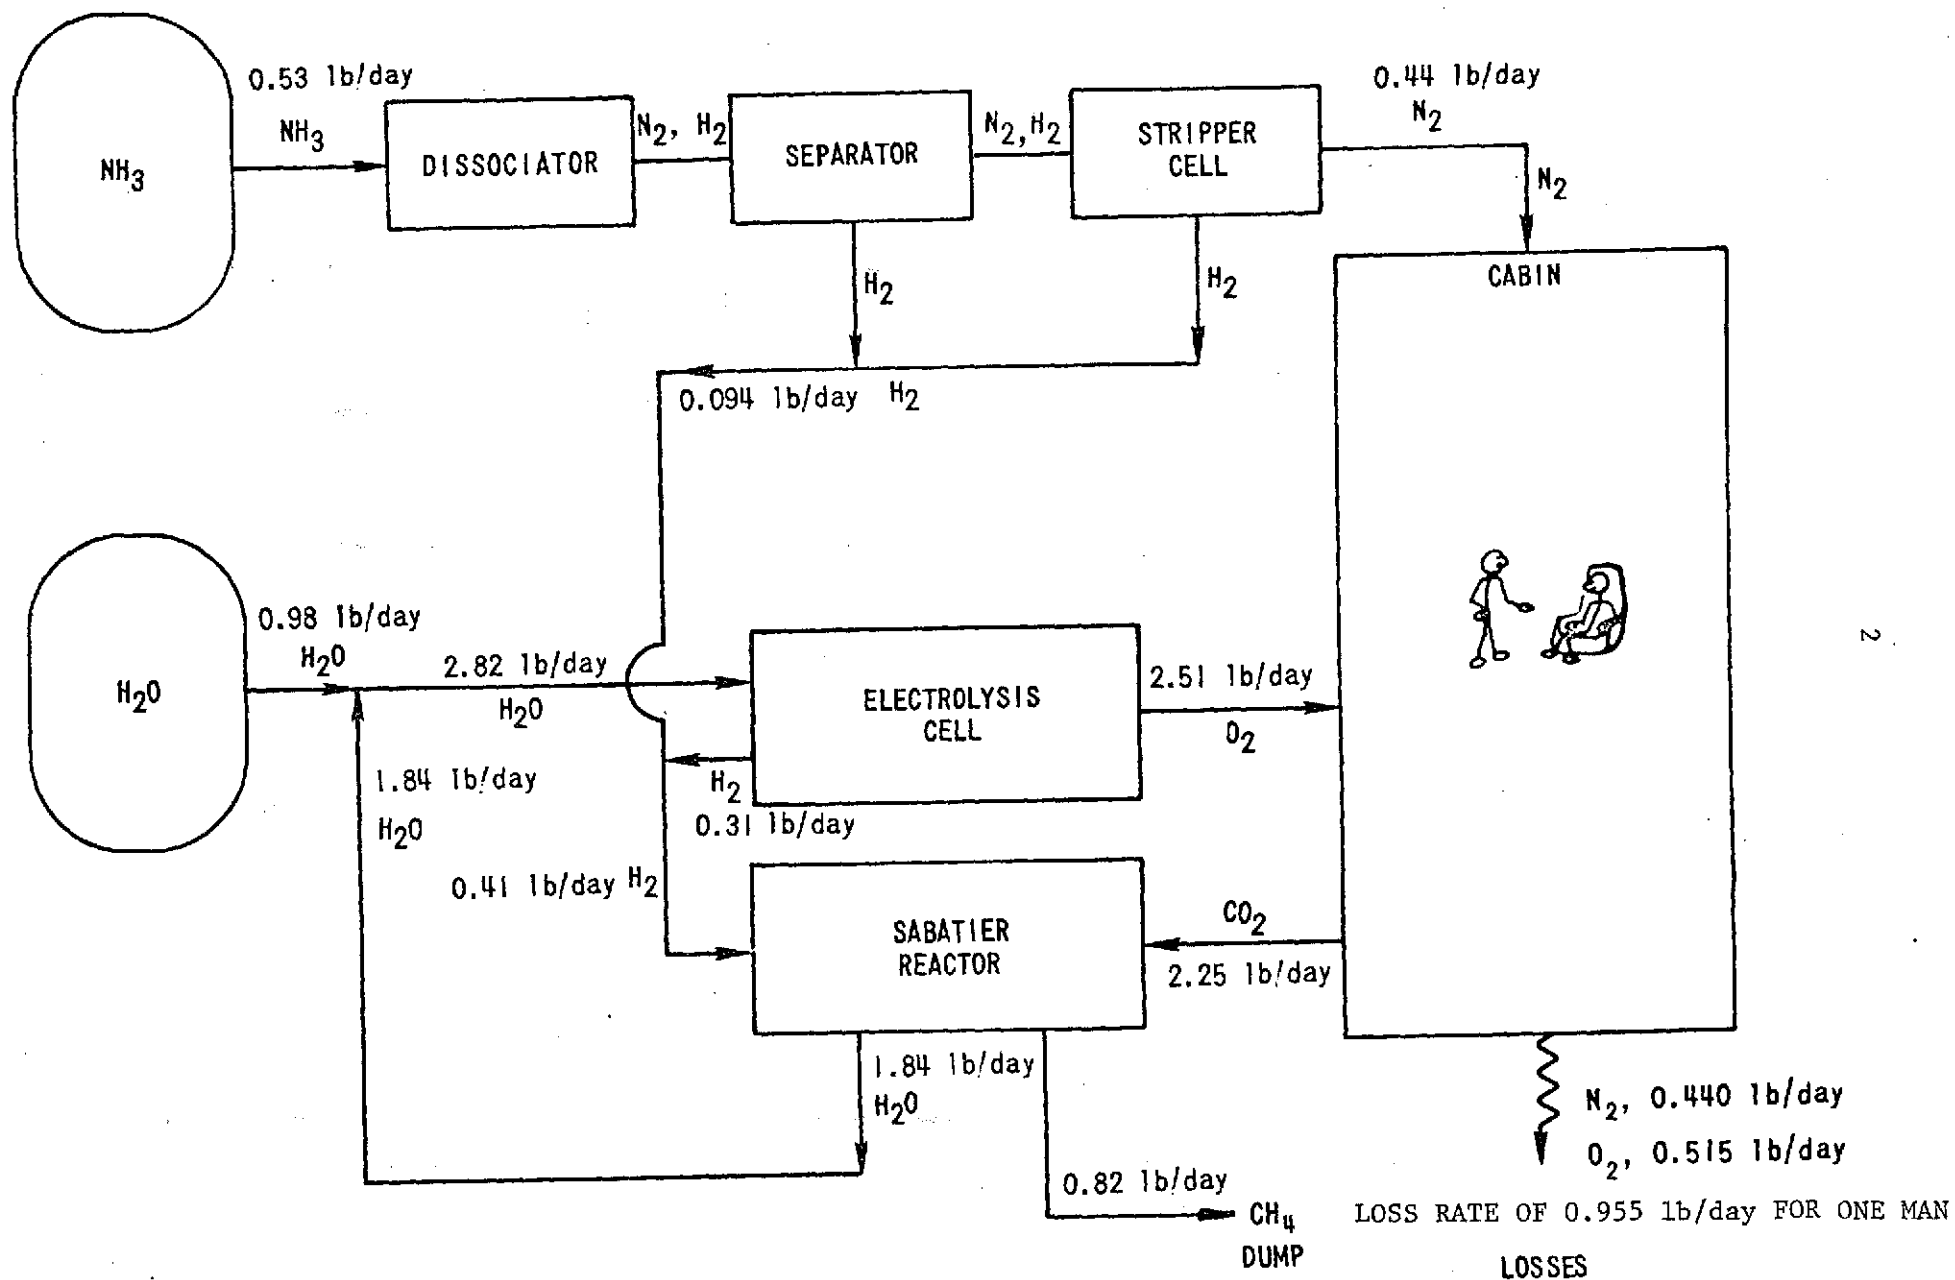 0.53 lb/day
NH3
NH3
DISSOCIATOR
N2, H2
SEPARATOR
N2,H2
STRIPPER
CELL
0.44 lb/day
N2
N2
H2
H2
CABIN
0.094 lb/day H2
H2O
0.98 lb/day
H2O
2.82 lb/day
H2O
ELECTROLYSIS
CELL
2.51 lb/day
O2
2
1.84 lb/day
H2O
H2
0.31 lb/day
0.41 lb/day H2
SABATIER
REACTOR
CO2
2.25 lb/day
1.84 lb/day
H2O
0.82 lb/day
CH4
DUMP
N2, 0.440 lb/day
O2, 0.515 lb/day
LOSS RATE OF 0.955 lb/day FOR ONE MAN
LOSSES